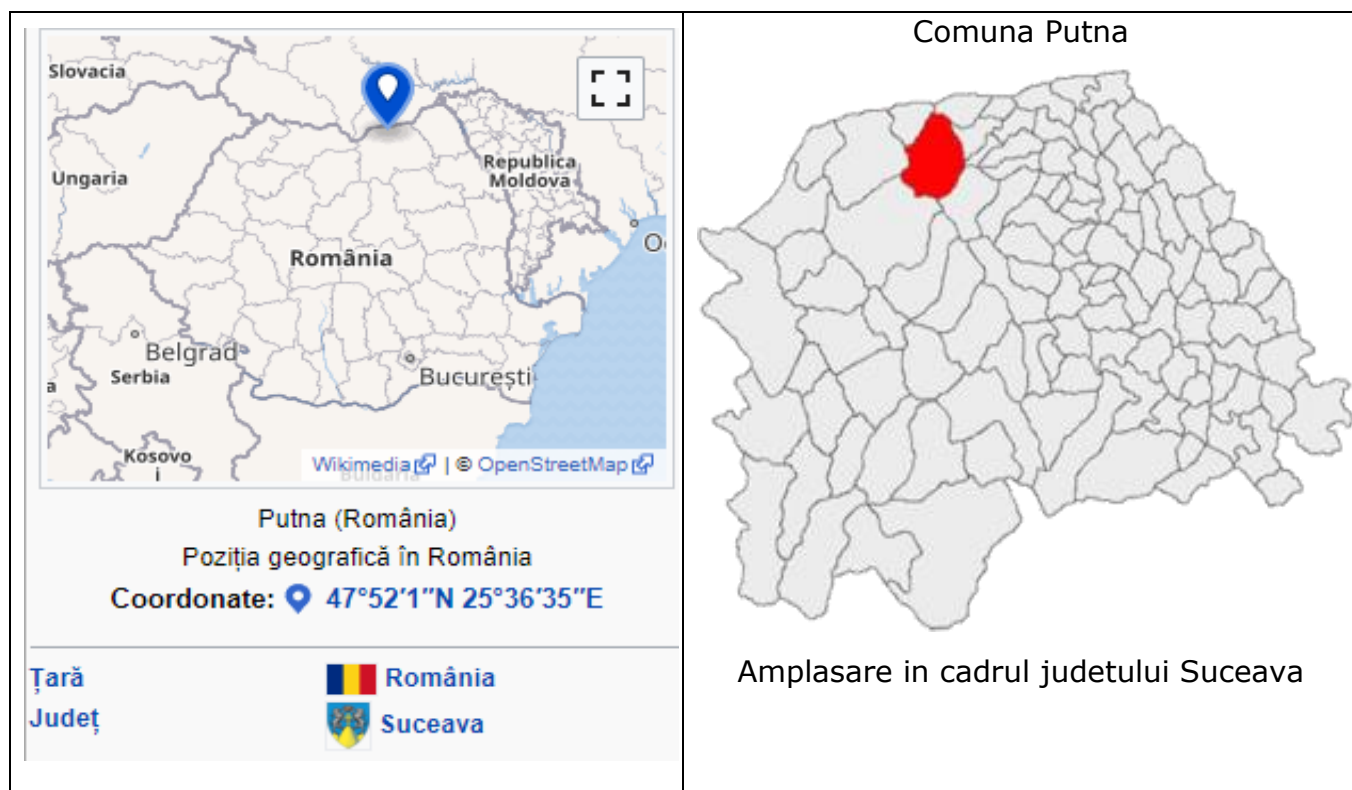 Slovacia
Ungaria
Republica
Moldova
România
Belgrad
Serbia
București
Kosovo
Wikimedia | © OpenStreetMap
Putna (România)
Poziția geografică în România
Coordonate: 47°52′1″N 25°36′35″E
Țară România
Județ Suceava
Comuna Putna
Amplasare in cadrul judetului Suceava